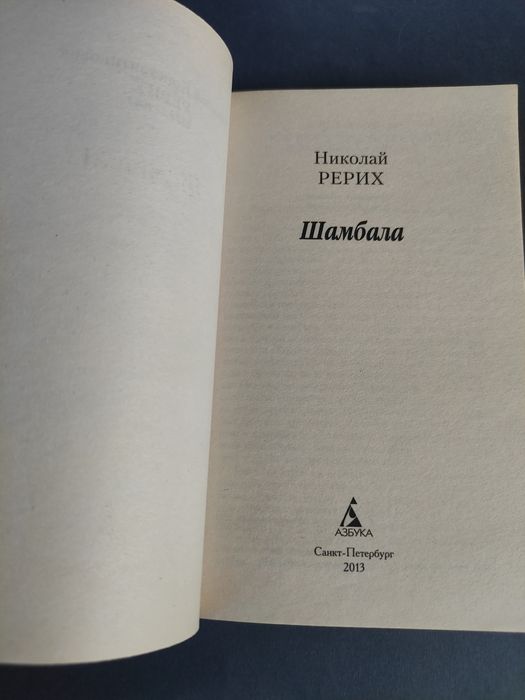 Николай
РЕРИХ
Шамбала
АЗБУКА
Санкт-Петербург
2013